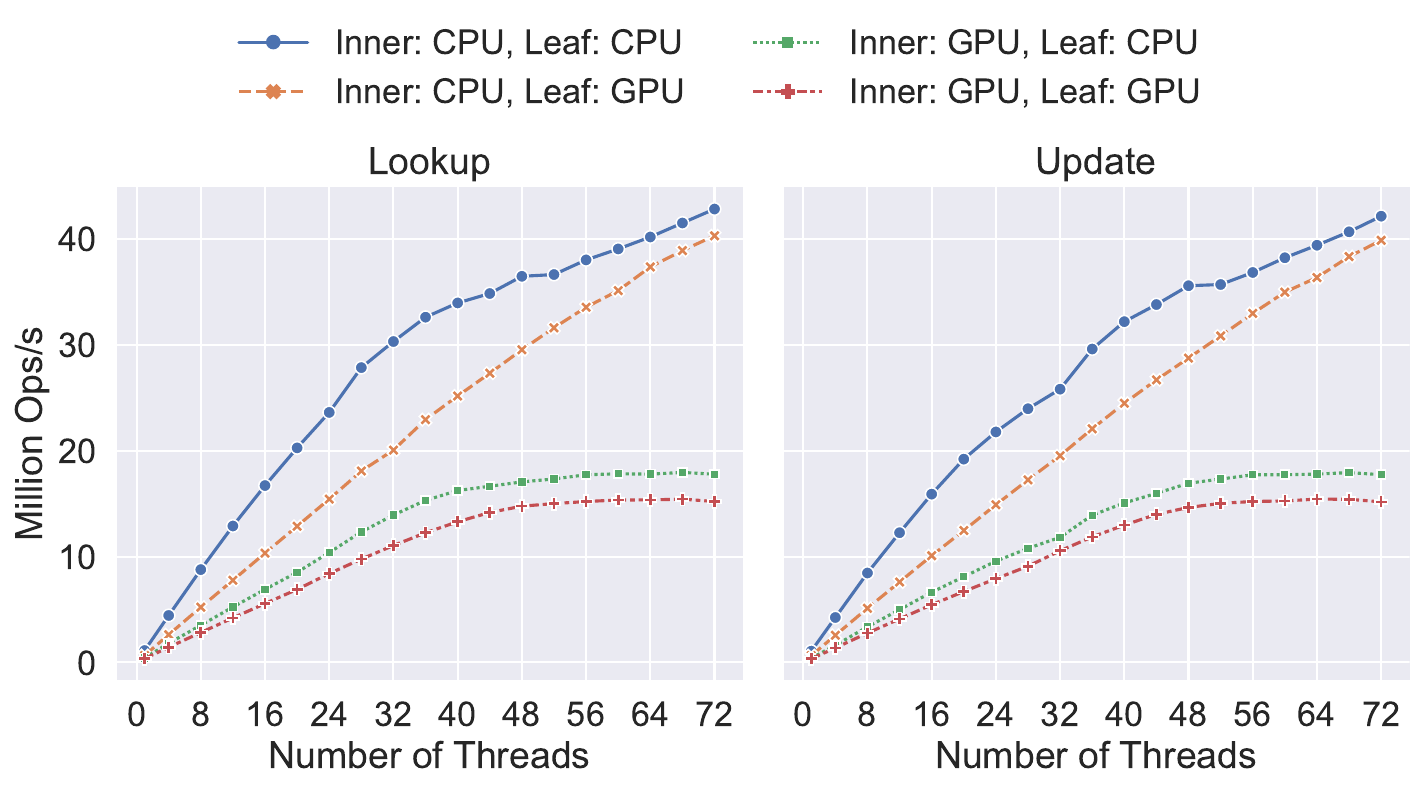 Inner: CPU, Leaf: CPU
Inner: GPU, Leaf: CPU
Inner: CPU, Leaf: GPU
Inner: GPU, Leaf: GPU
Lookup
Update
Million Ops/s
40
30
20
10
0
0 8 16 24 32 40 48 56 64 72
0 8 16 24 32 40 48 56 64 72
Number of Threads
Number of Threads